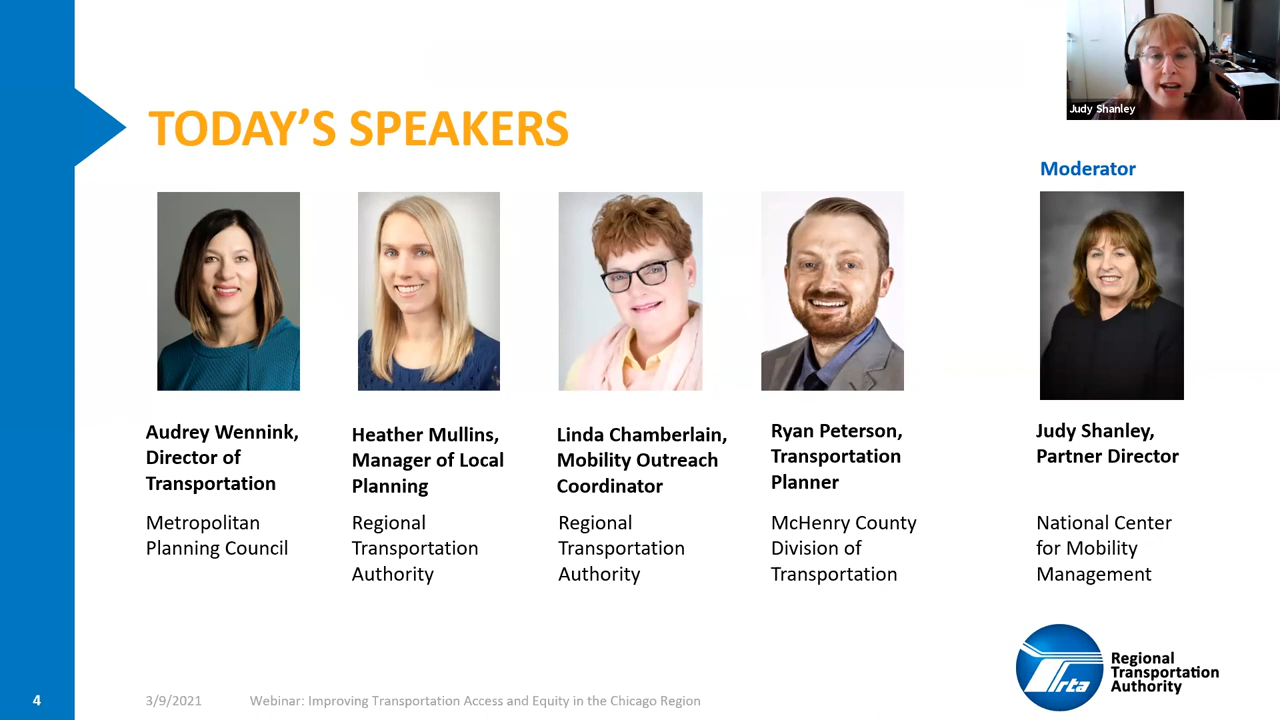 Judy Shanley
TODAY'S SPEAKERS
Moderator
Audrey Wennink,
Director of
Transportation
Metropolitan
Planning Council
Heather Mullins,
Manager of Local
Planning
Regional
Transportation
Authority
Linda Chamberlain,
Mobility Outreach
Coordinator
Regional
Transportation
Authority
Ryan Peterson,
Transportation
Planner
McHenry County
Division of
Transportation
Judy Shanley,
Partner Director
National Center
for Mobility
Management
rta
Regional
Transportation
Authority
4
3/9/2021
Webinar: Improving Transportation Access and Equity in the Chicago Region